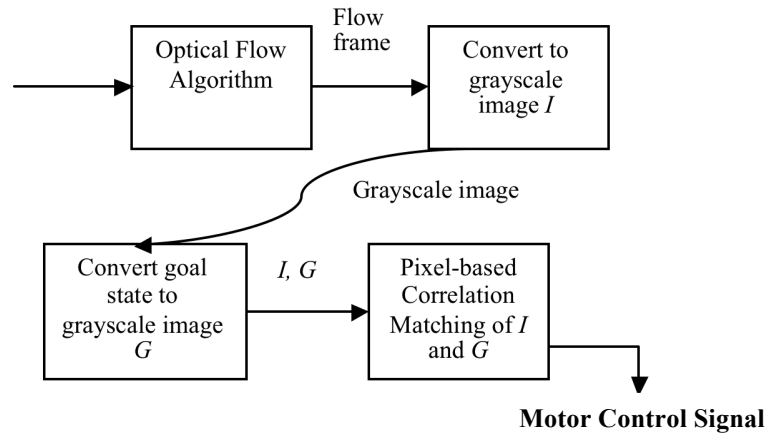 Flow
frame
Optical Flow
Algorithm
Convert to
grayscale
image I
Grayscale image
Convert goal
state to
grayscale image
G
I, G
Pixel-based
Correlation
Matching of I
and G
Motor Control Signal